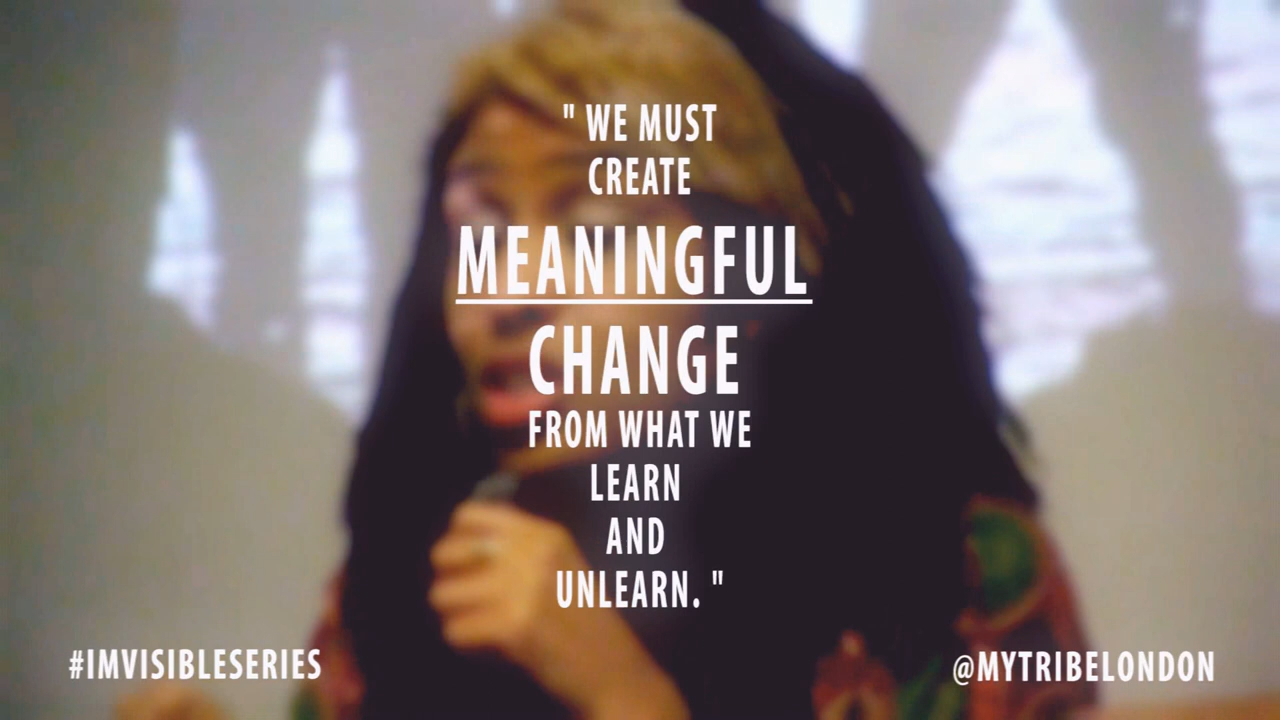 " WE MUST
CREATE
MEANINGFUL
CHANGE
FROM WHAT WE
LEARN
AND
UNLEARN. "
#IMVISIBLESERIES
@MYTRIBELONDON